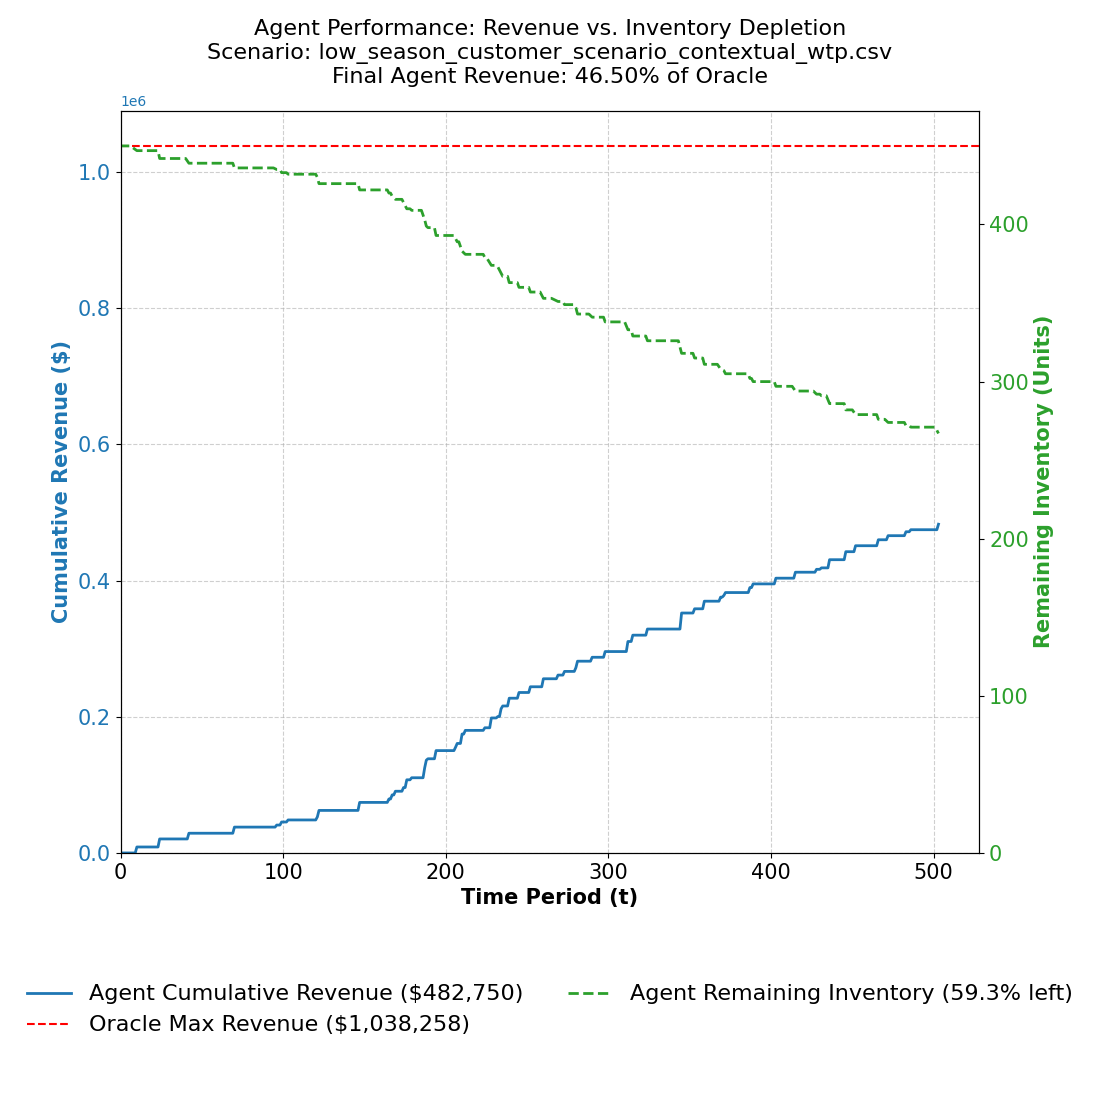 Agent Performance: Revenue vs. Inventory Depletion
Scenario: low_season_customer_scenario_contextual_wtp.csv
Final Agent Revenue: 46.50% of Oracle
1e6
1.0
0.8
0.6
0.4
0.2
0.0
Cumulative Revenue ($)
400
300
200
100
0
Remaining Inventory (Units)
0 100 200 300 400 500
Time Period (t)
Agent Cumulative Revenue ($482,750)
Oracle Max Revenue ($1,038,258)
Agent Remaining Inventory (59.3% left)